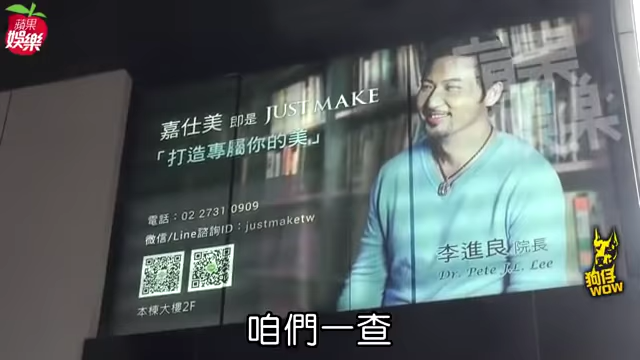 蘋果
娛樂
嘉仕美 即是 JUST MAKE
「打造專屬你的美」
電話：02 2731 0909
微信/Line諮詢ID：justmaketw
本棟大樓2F
李進良 院長
Dr. Pete J.L. Lee
狗仔
WOW
咱們一查